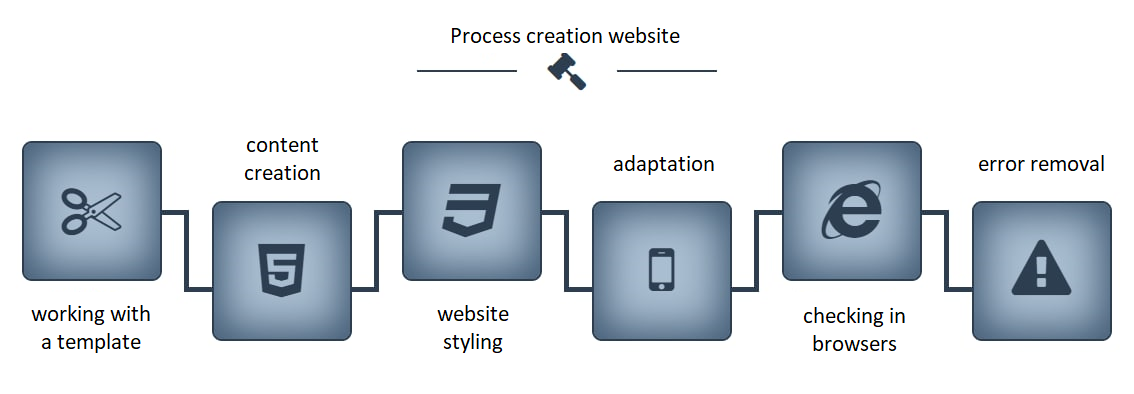 Process creation website
working with
a template
content
creation
website
styling
adaptation
checking in
browsers
error removal